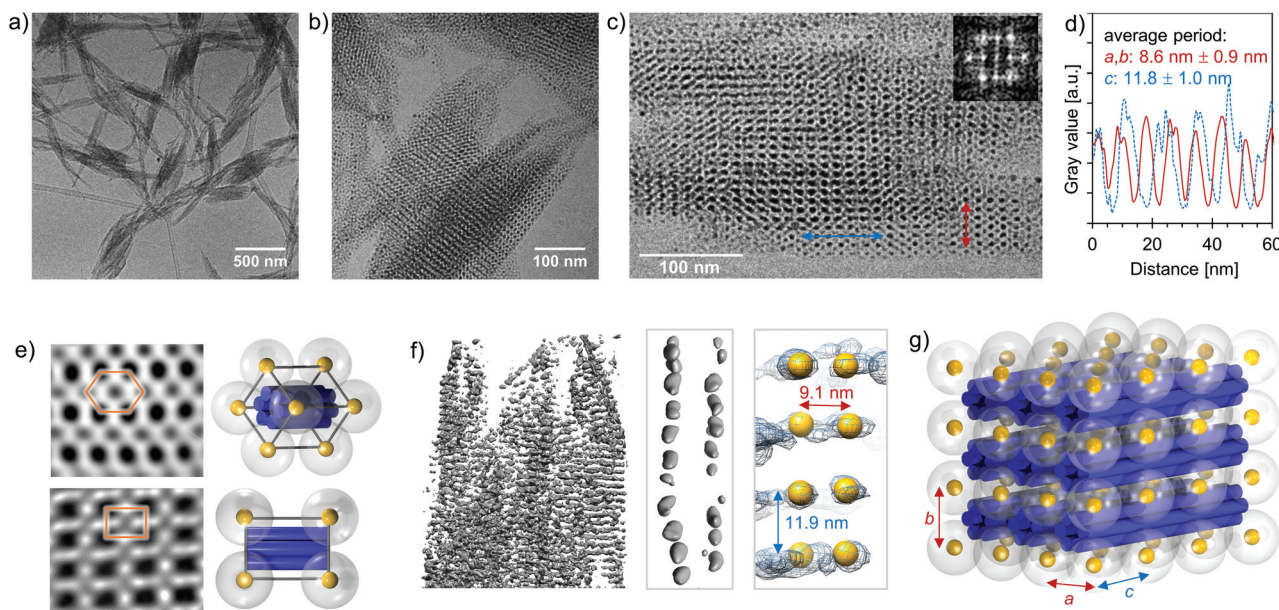 a)
500 nm
b)
100 nm
c)
100 nm
d)
average period:
a,b: 8.6 nm ± 0.9 nm
c: 11.8 ± 1.0 nm
Gray value [a.u.]
0 20 40 60
Distance [nm]
e)
f)
9.1 nm
11.9 nm
g)
b
a
c